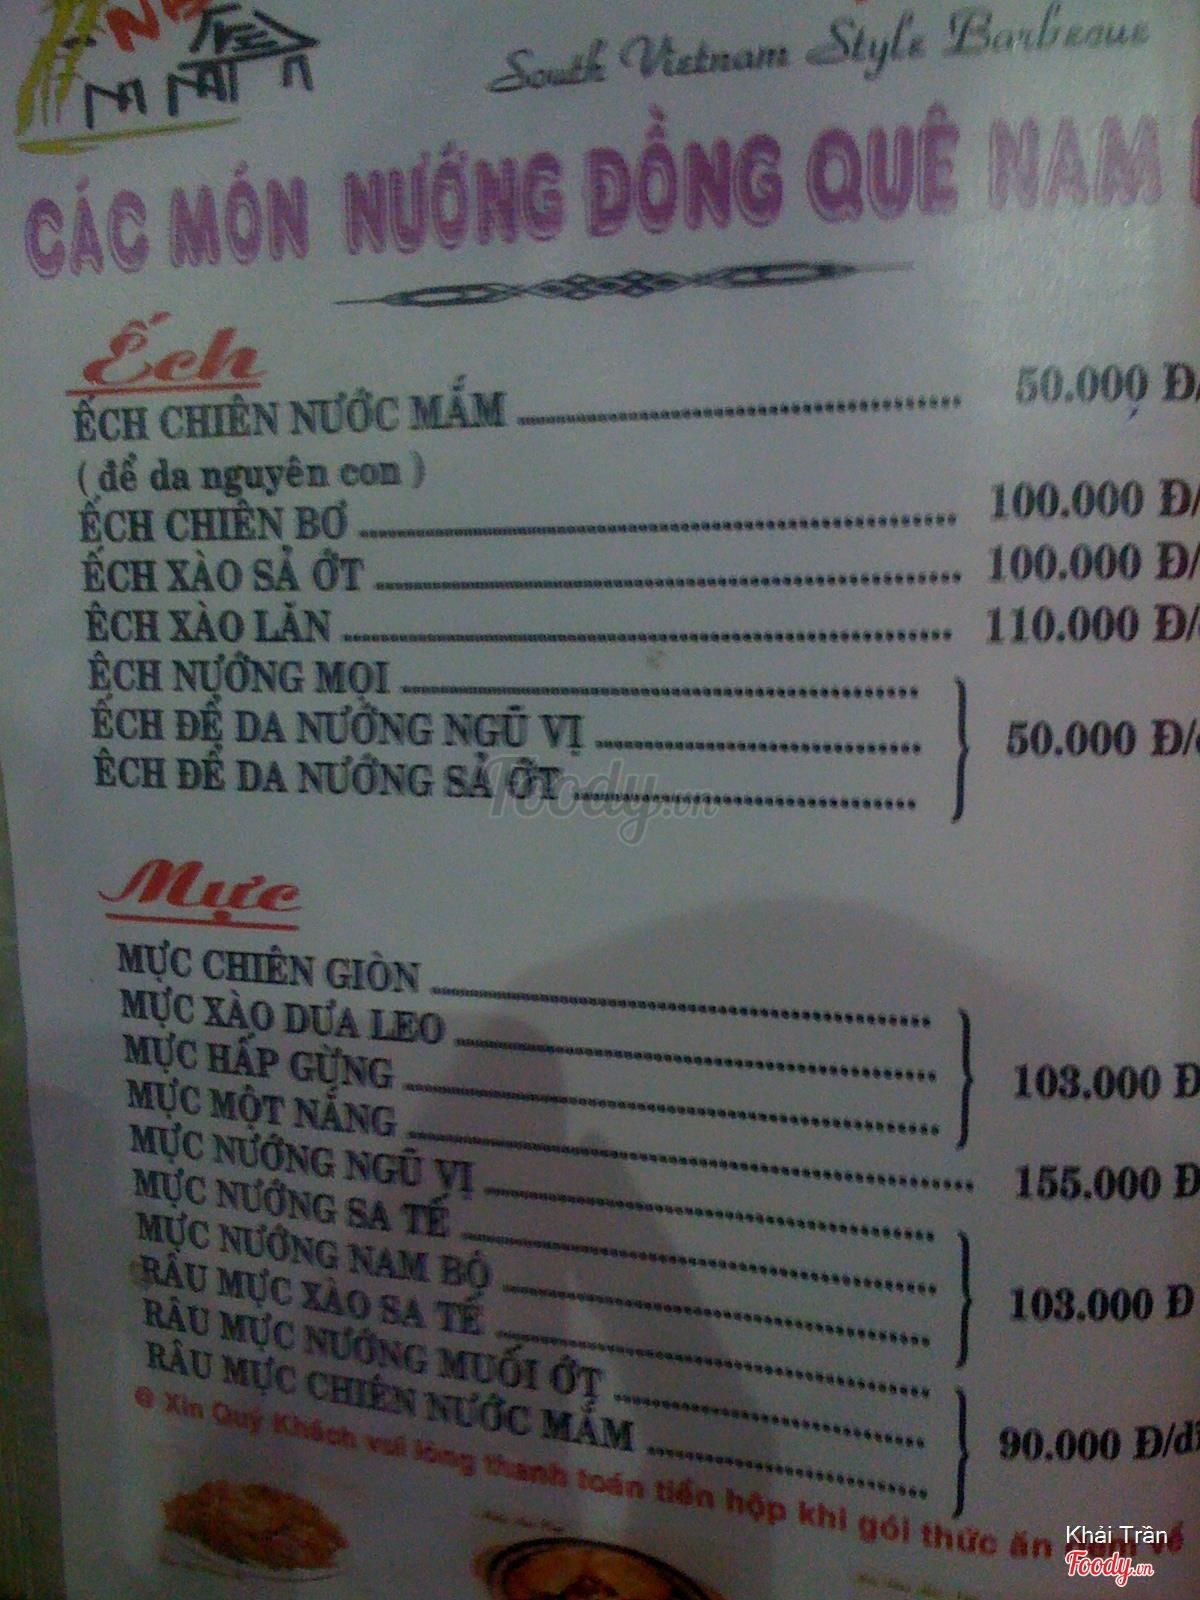 South Vietnam Style Barbecue
CÁC MÓN NƯỚNG ĐỒNG QUÊ NAM
Ếch
ẾCH CHIÊN NƯỚC MẮM 50.000 Đ/
( để da nguyên con )
ẾCH CHIÊN BƠ 100.000 Đ/
ẾCH XÀO SẢ ỚT 100.000 Đ/
ẾCH XÀO LĂN 110.000 Đ/
ẾCH NƯỚNG MỌI
ẾCH ĐỂ DA NƯỚNG NGŨ VỊ 50.000 Đ/
ẾCH ĐỂ DA NƯỚNG SẢ ỚT
Foody.vn
Mực
MỰC CHIÊN GIÒN
MỰC XÀO DƯA LEO 103.000 Đ
MỰC HẤP GỪNG
MỰC MỘT NẮNG 155.000 Đ
MỰC NƯỚNG NGŨ VỊ
MỰC NƯỚNG SA TẾ 103.000 Đ
MỰC NƯỚNG NAM BỘ
RÂU MỰC XÀO SA TẾ
RÂU MỰC NƯỚNG MUỐI ỚT 90.000 Đ/dĩ
RÂU MỰC CHIÊN NƯỚC MẮM
Xin Quý Khách vui lòng thanh toán tiền hộp khi gói thức ăn về
Khải Trần
Foody.vn